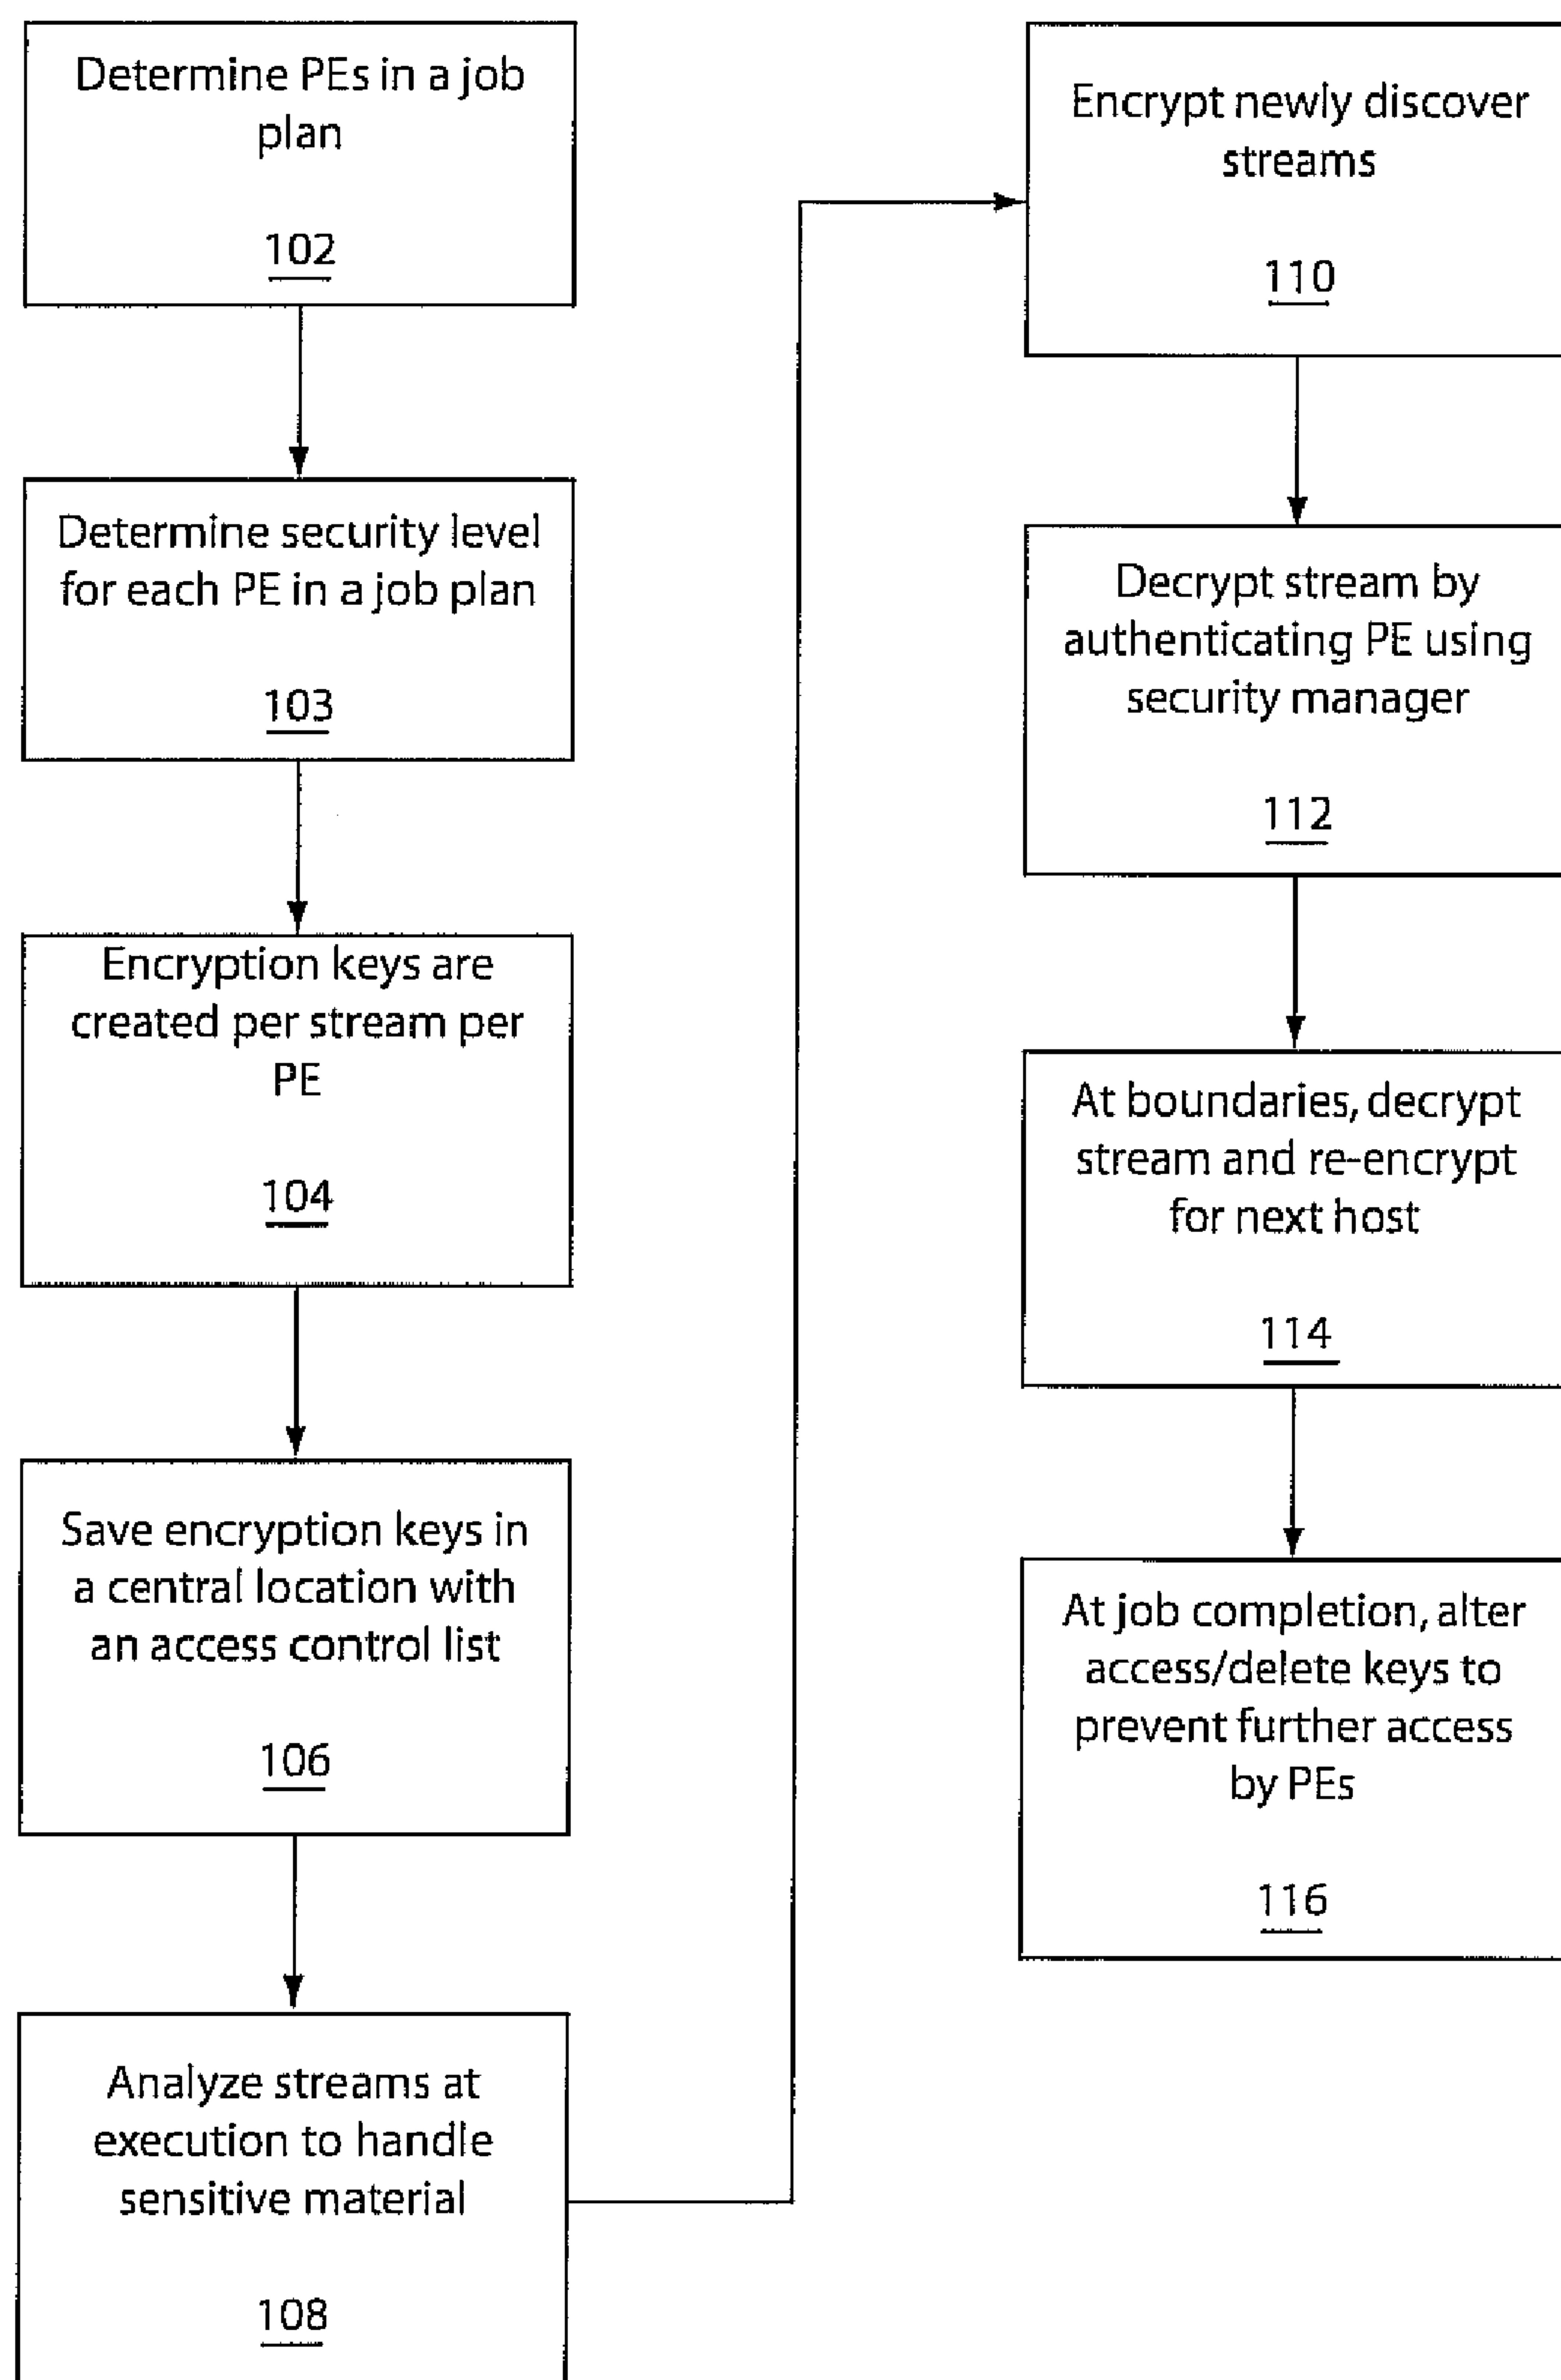 Determine PEs in a job
plan
102
Determine security level
for each PE in a job plan
103
Encryption keys are
created per stream per
PE
104
Save encryption keys in
a central location with
an access control list
106
Analyze streams at
execution to handle
sensitive material
108
Encrypt newly discover
streams
110
Decrypt stream by
authenticating PE using
security manager
112
At boundaries, decrypt
stream and re-encrypt
for next host
114
At job completion, alter
access/delete keys to
prevent further access
by PEs
116